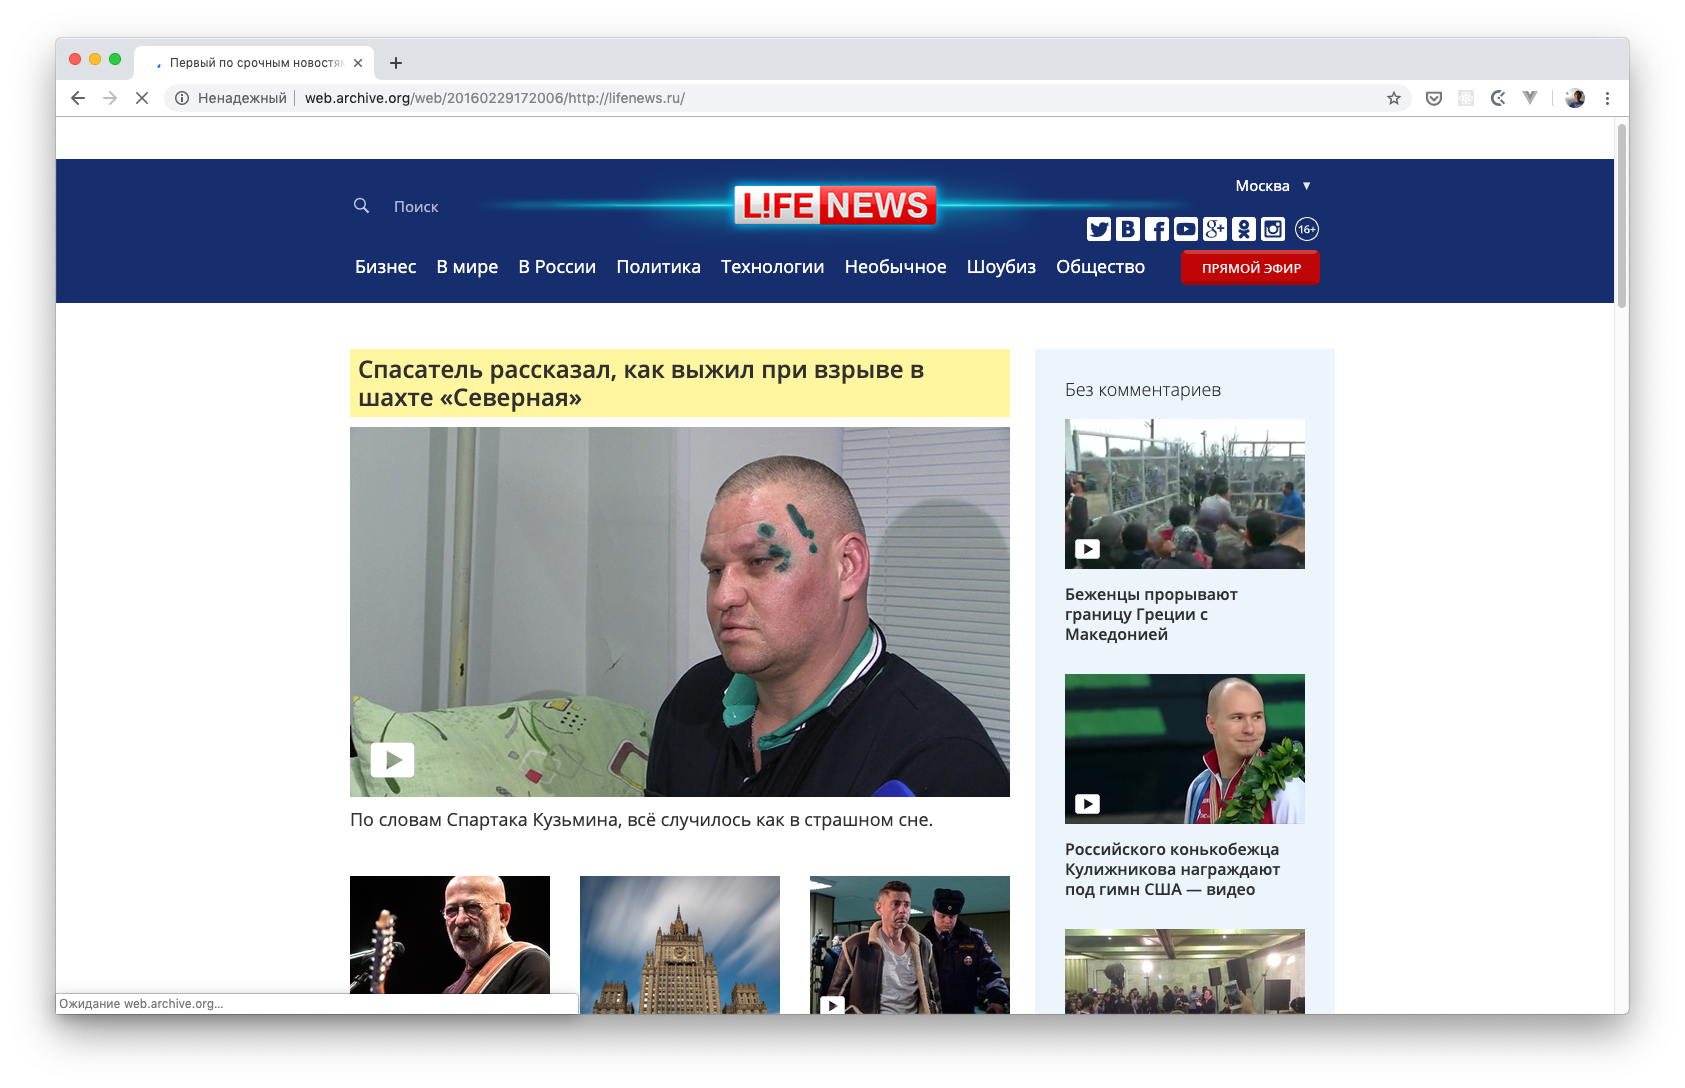 Первый по срочным новостям
Ненадежный
web.archive.org/web/20160229172006/http://lifenews.ru/
Поиск
L!FE NEWS
Москва ▼
16+
Бизнес В мире В России Политика Технологии Необычное Шоубиз Общество
ПРЯМОЙ ЭФИР
Спасатель рассказал, как выжил при взрыве в
шахте «Северная»
По словам Спартака Кузьмина, всё случилось как в страшном сне.
Без комментариев
Беженцы прорывают
границу Греции с
Македонией
Российского конькобежца
Кулижникова награждают
под гимн США — видео
Ожидание web.archive.org...